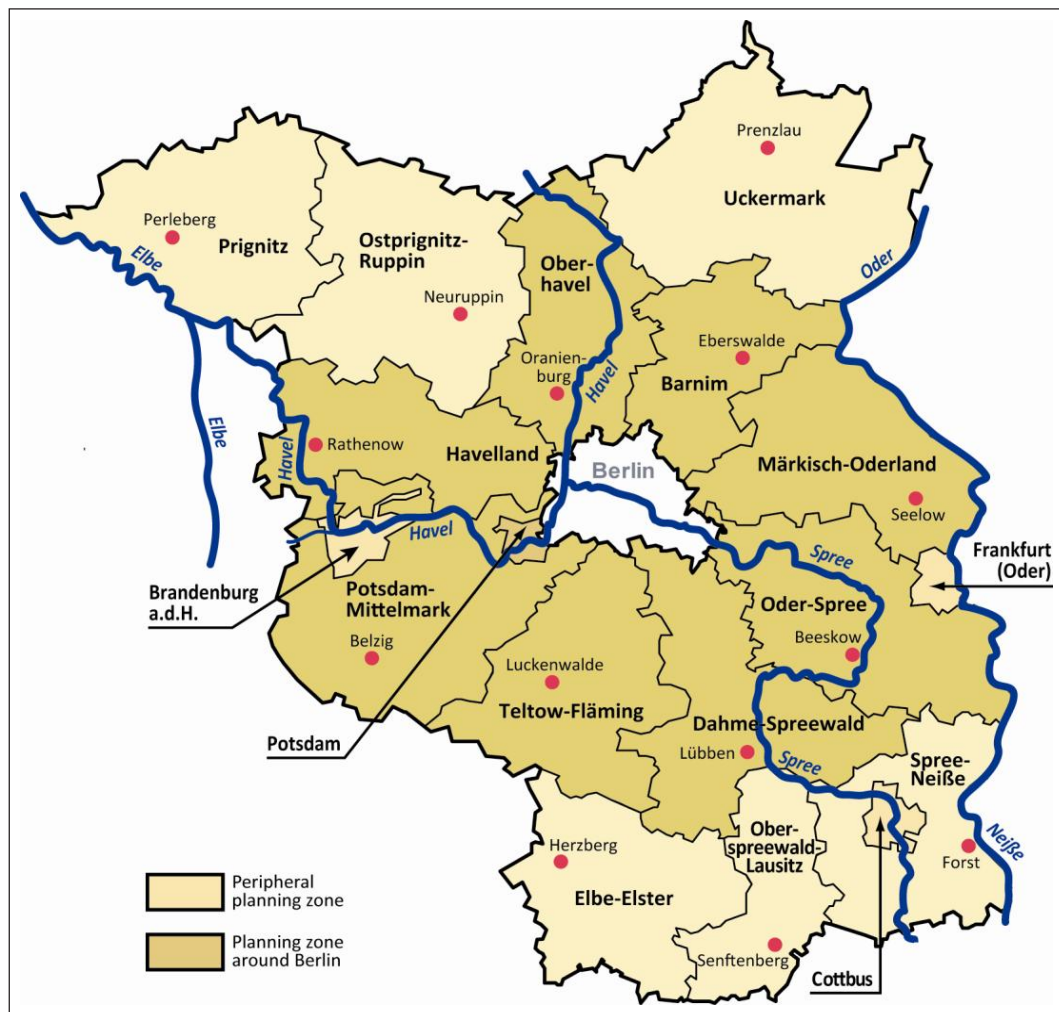 Prenzlau
Uckermark
Perleberg
Prignitz
Elbe
Ostprignitz-
Ruppin
Neuruppin
Ober-
havel
Oranien-
burg
Havel
Oder
Eberswalde
Barnim
Elbe
Havel
Rathenow
Havelland
Berlin
Märkisch-Oderland
Seelow
Havel
Spree
Frankfurt
(Oder)
Brandenburg
a.d.H.
Potsdam-
Mittelmark
Belzig
Oder-Spree
Beeskow
Luckenwalde
Teltow-Fläming
Potsdam
Dahme-Spreewald
Lübben
Spree
Spree-
Neiße
Neiße
Forst
Ober-
spreewald-
Lausitz
Herzberg
Elbe-Elster
Senftenberg
Cottbus
Peripheral
planning zone
Planning zone
around Berlin